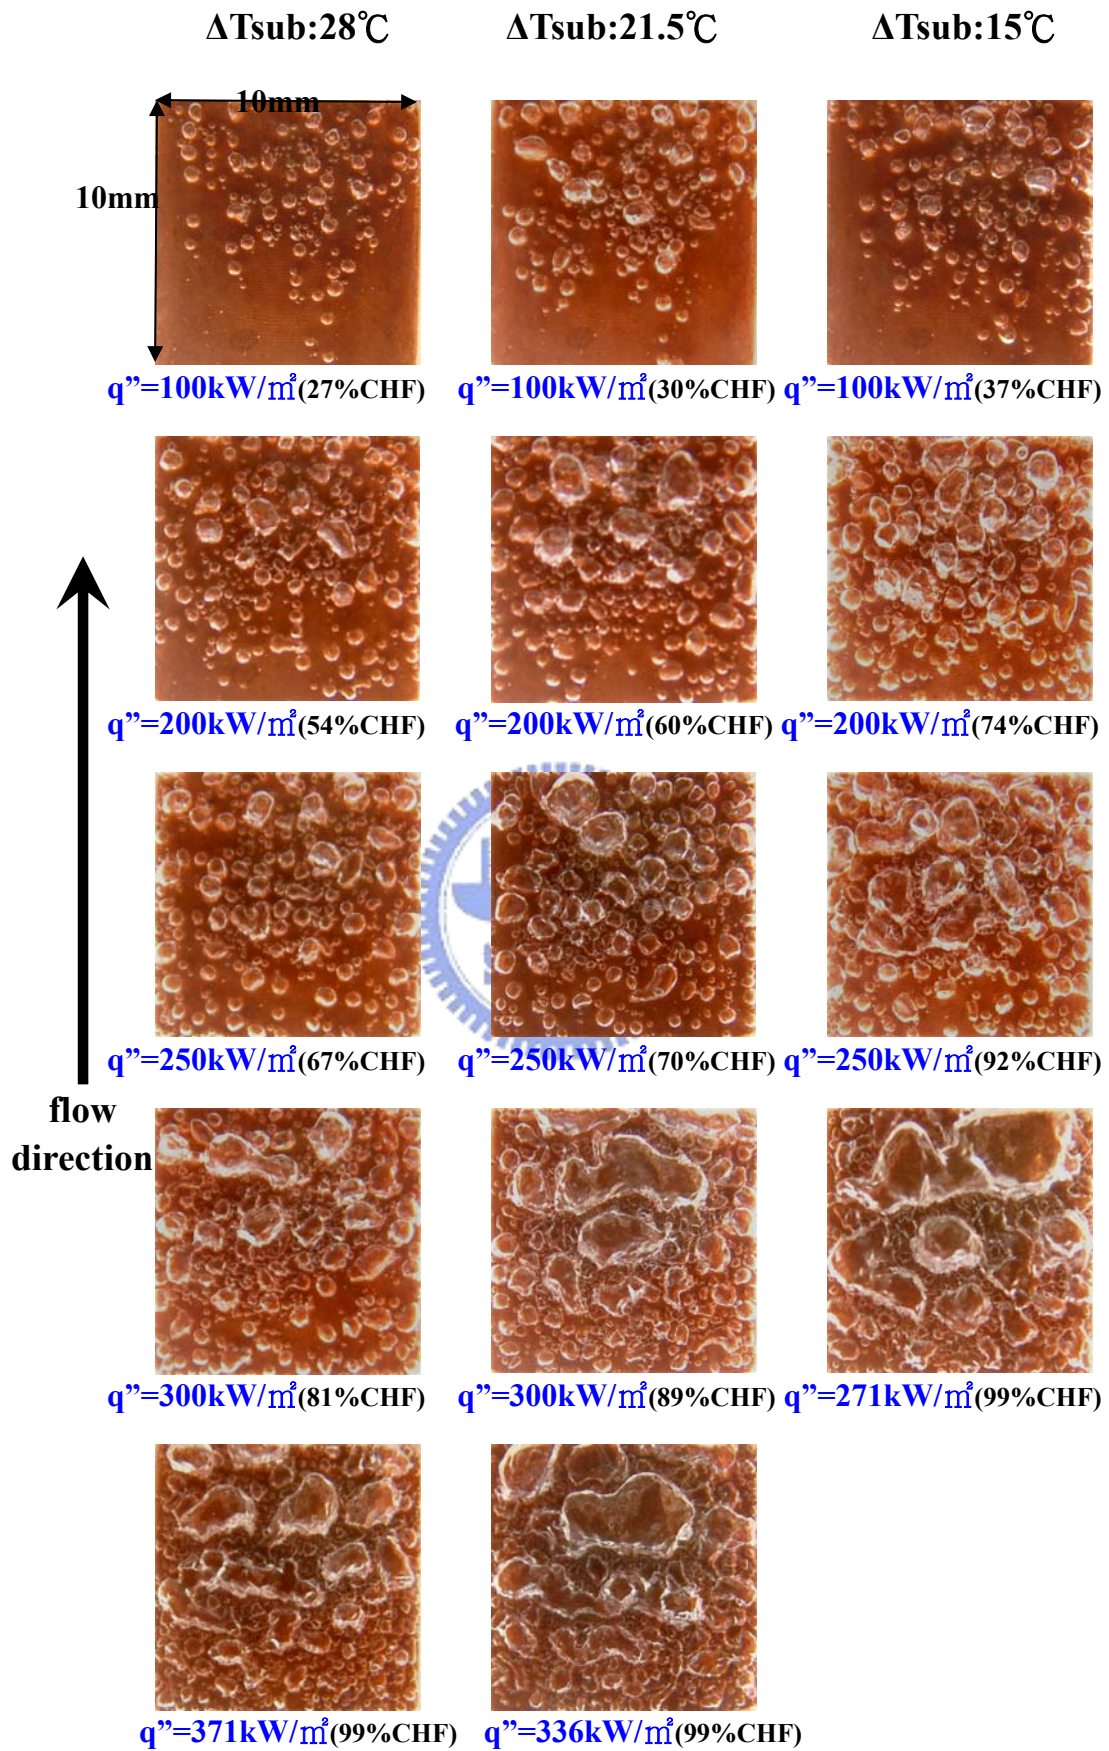 ΔTsub:28℃ ΔTsub:21.5℃ ΔTsub:15℃
10mm
10mm
q”=100kW/㎡(27%CHF) q”=100kW/㎡(30%CHF) q”=100kW/㎡(37%CHF)
q”=200kW/㎡(54%CHF) q”=200kW/㎡(60%CHF) q”=200kW/㎡(74%CHF)
q”=250kW/㎡(67%CHF) q”=250kW/㎡(70%CHF) q”=250kW/㎡(92%CHF)
flow
direction
q”=300kW/㎡(81%CHF) q”=300kW/㎡(89%CHF) q”=271kW/㎡(99%CHF)
q”=371kW/㎡(99%CHF) q”=336kW/㎡(99%CHF)